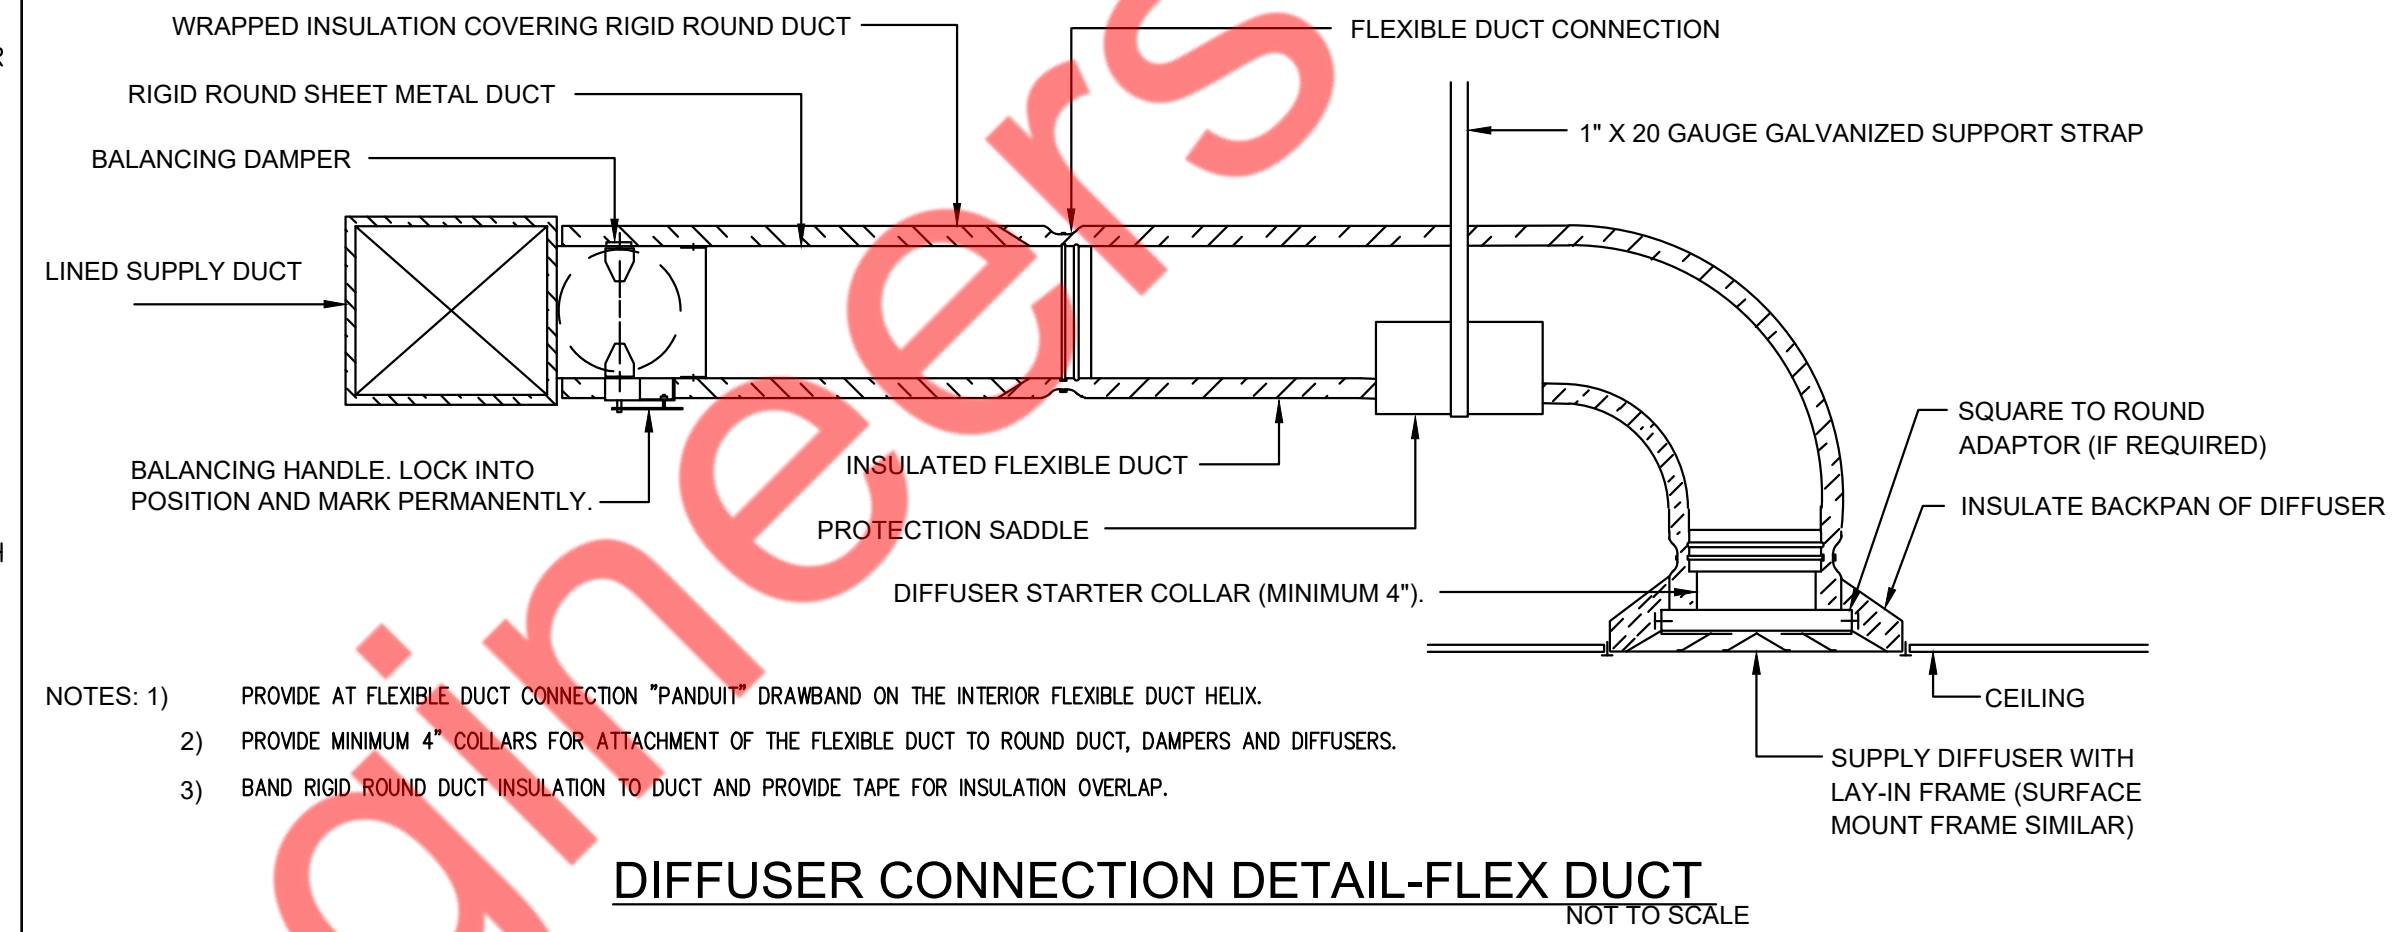 WRAPPED INSULATION COVERING RIGID ROUND DUCT
FLEXIBLE DUCT CONNECTION
RIGID ROUND SHEET METAL DUCT
1" X 20 GAUGE GALVANIZED SUPPORT STRAP
BALANCING DAMPER
LINED SUPPLY DUCT
SQUARE TO ROUND
ADAPTOR (IF REQUIRED)
BALANCING HANDLE. LOCK INTO
POSITION AND MARK PERMANENTLY.
INSULATED FLEXIBLE DUCT
INSULATE BACKPAN OF DIFFUSER
PROTECTION SADDLE
DIFFUSER STARTER COLLAR (MINIMUM 4").
CEILING
SUPPLY DIFFUSER WITH
LAY-IN FRAME (SURFACE
MOUNT FRAME SIMILAR)
NOTES: 1) PROVIDE AT FLEXIBLE DUCT CONNECTION "PANDUIT" DRAWBAND ON THE INTERIOR FLEXIBLE DUCT HELIX.
2) PROVIDE MINIMUM 4" COLLARS FOR ATTACHMENT OF THE FLEXIBLE DUCT TO ROUND DUCT, DAMPERS AND DIFFUSERS.
3) BAND RIGID ROUND DUCT INSULATION TO DUCT AND PROVIDE TAPE FOR INSULATION OVERLAP.
DIFFUSER CONNECTION DETAIL-FLEX DUCT
NOT TO SCALE
gineers